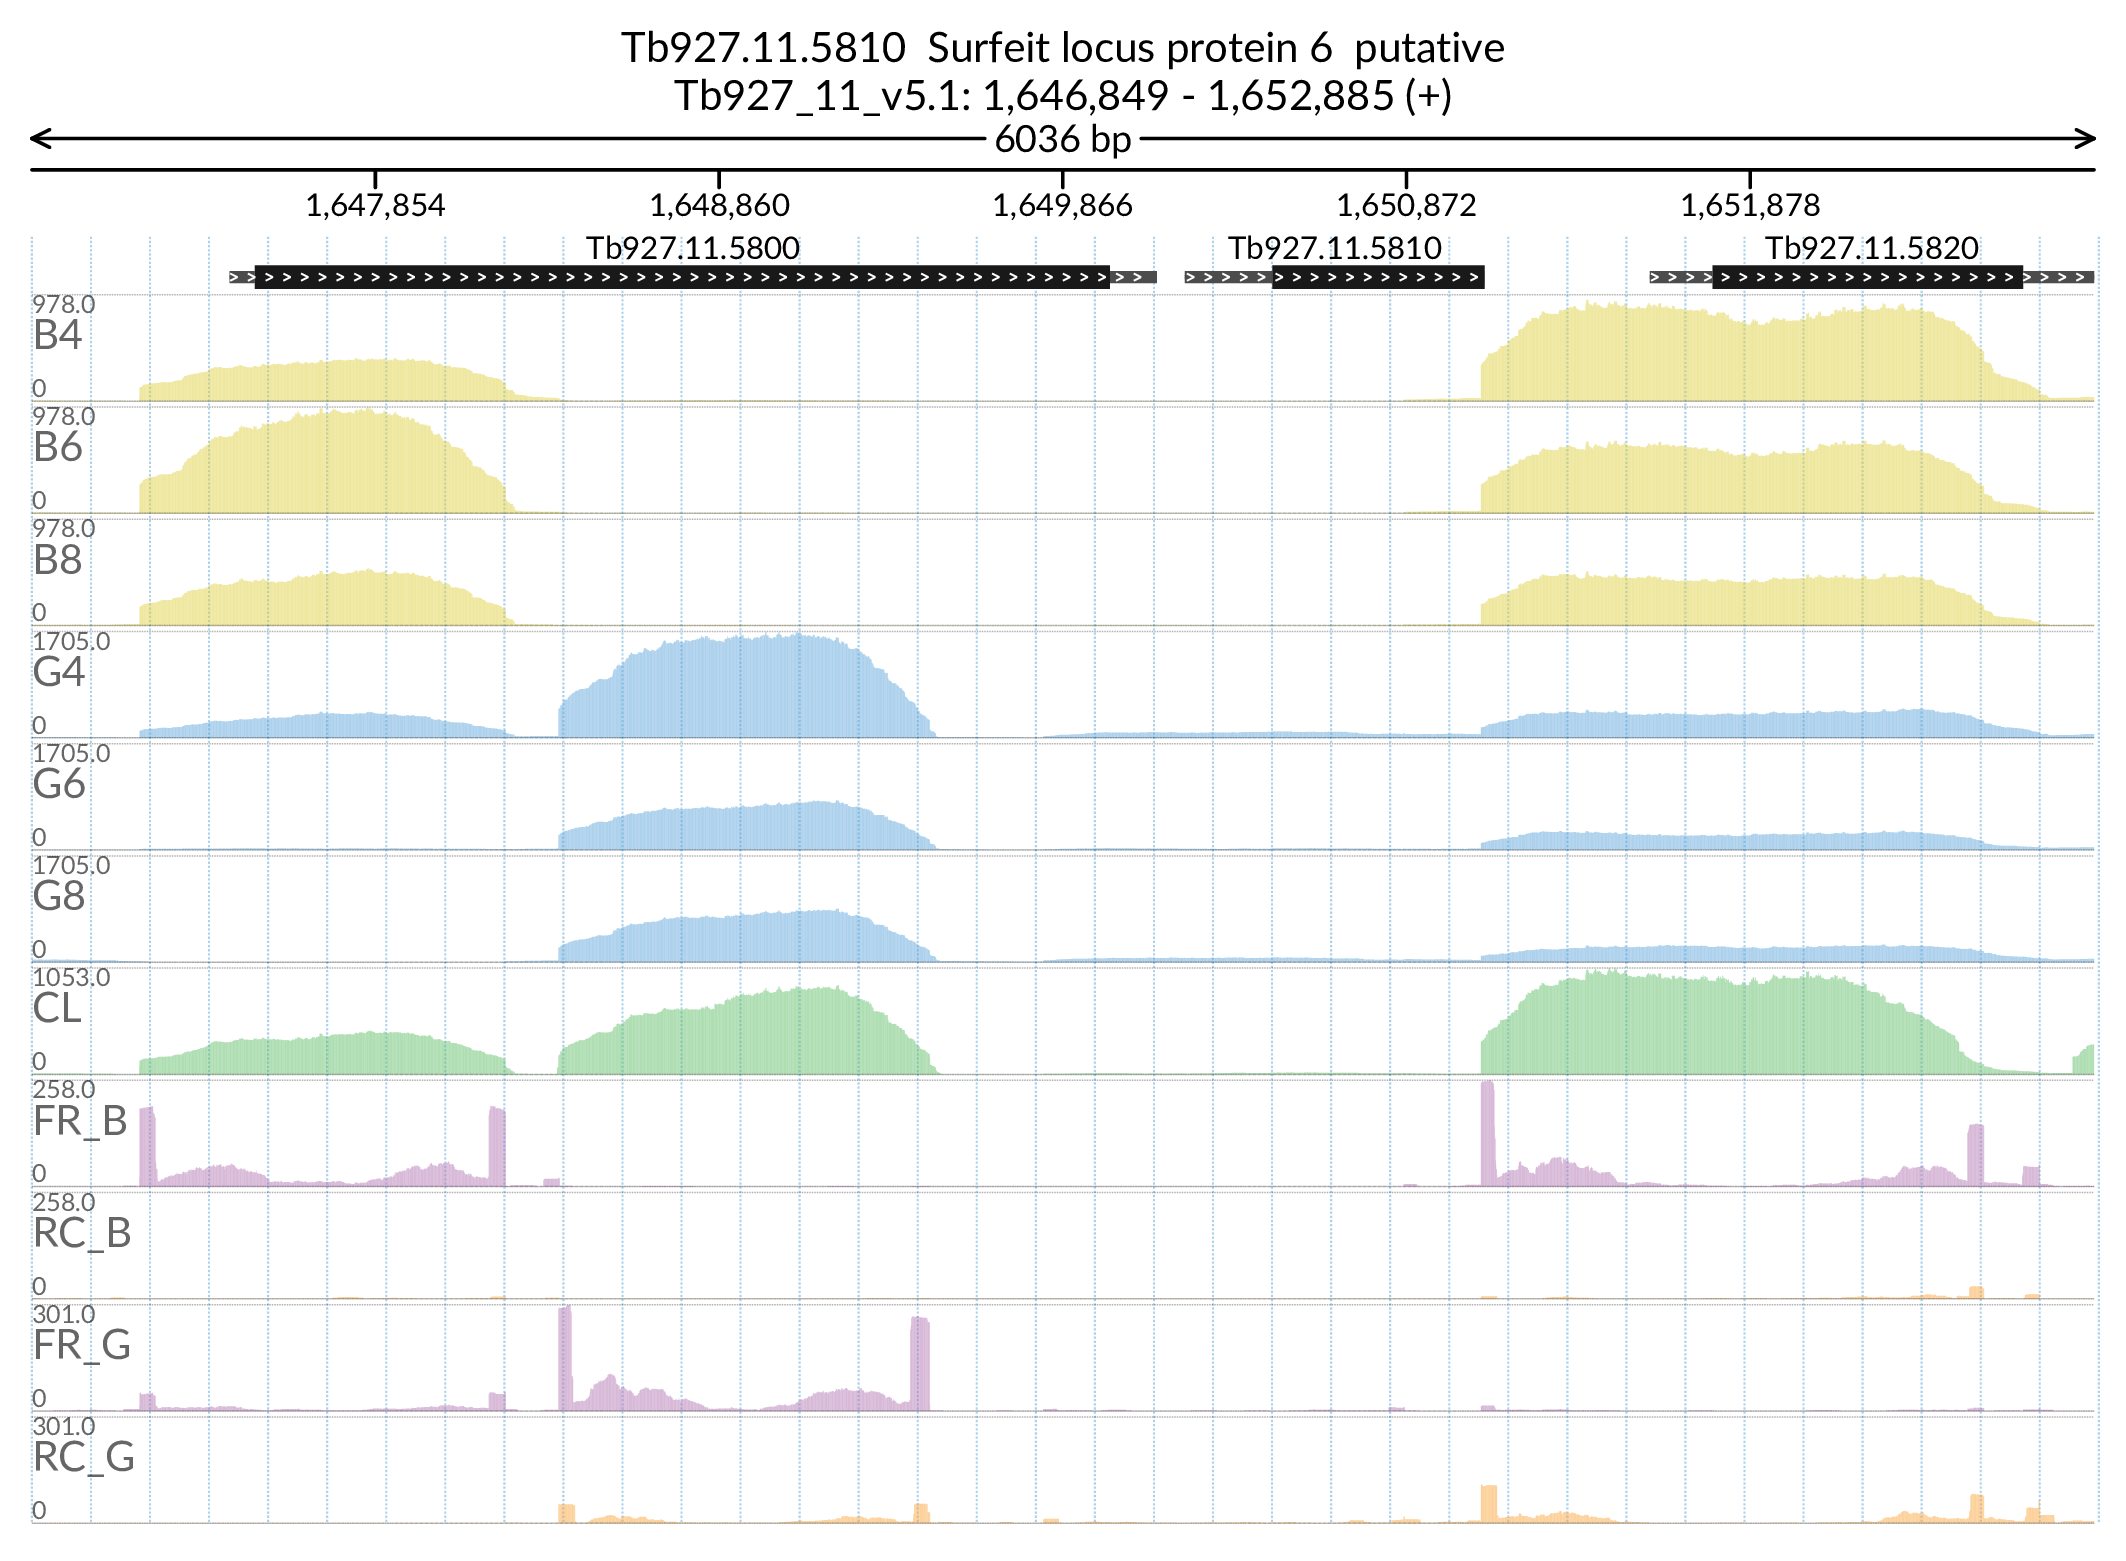 Tb927.11.5810  Surfeit locus protein 6  putative
Tb927_11_v5.1: 1,646,849 - 1,652,885 (+)
6036 bp
1,647,854 1,648,860 1,649,866 1,650,872 1,651,878
Tb927.11.5800 Tb927.11.5810 Tb927.11.5820
978.0
B4
0
978.0
B6
0
978.0
B8
0
1705.0
G4
0
1705.0
G6
0
1705.0
G8
0
1053.0
CL
0
258.0
FR_B
0
258.0
RC_B
0
301.0
FR_G
0
301.0
RC_G
0